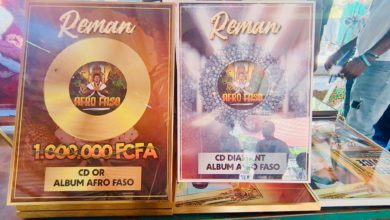 Reman
AFRO FASO
1.000.000 FCFA
CD OR
ALBUM AFRO FASO
Reman
AFRO FASO
CD DIAMANT
ALBUM AFRO FASO